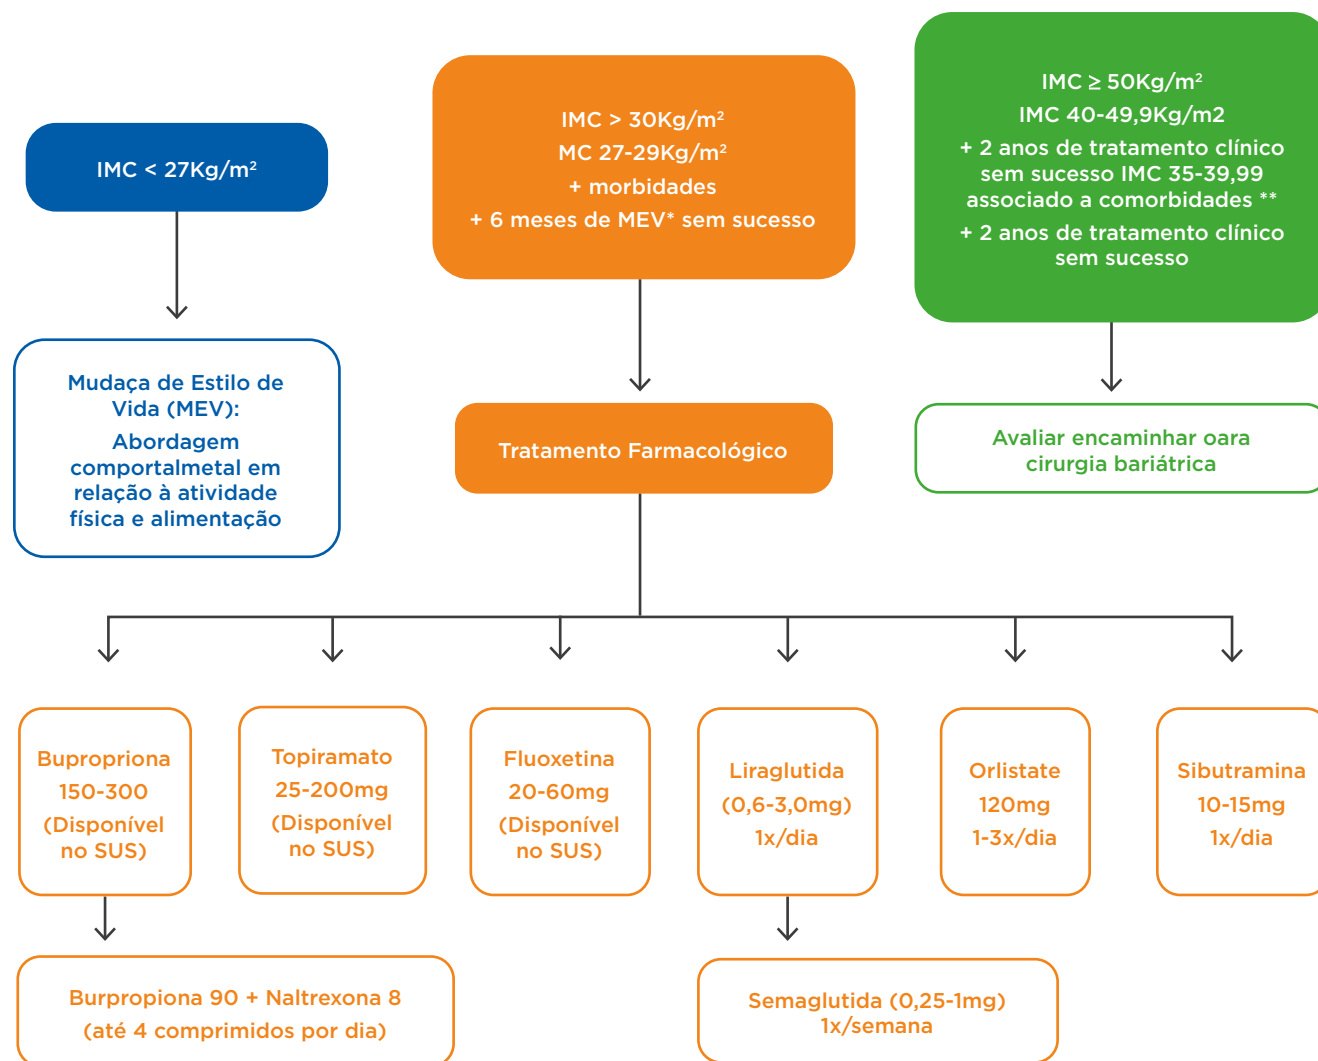 IMC < 27Kg/m²
Mudaça de Estilo de
Vida (MEV):
Abordagem
comportalmetal em
relação à atividade
física e alimentação
IMC > 30Kg/m²
MC 27-29Kg/m²
+ morbidades
+ 6 meses de MEV* sem sucesso
Tratamento Farmacológico
IMC ≥ 50Kg/m²
IMC 40-49,9Kg/m2
+ 2 anos de tratamento clínico
sem sucesso IMC 35-39,99
associado a comorbidades **
+ 2 anos de tratamento clínico
sem sucesso
Avaliar encaminhar oara
cirurgia bariátrica
Bupropriona
150-300
(Disponível
no SUS)
Topiramato
25-200mg
(Disponível
no SUS)
Fluoxetina
20-60mg
(Disponível
no SUS)
Liraglutida
(0,6-3,0mg)
1x/dia
Orlistate
120mg
1-3x/dia
Sibutramina
10-15mg
1x/dia
Burpropiona 90 + Naltrexona 8
(até 4 comprimidos por dia)
Semaglutida (0,25-1mg)
1x/semana